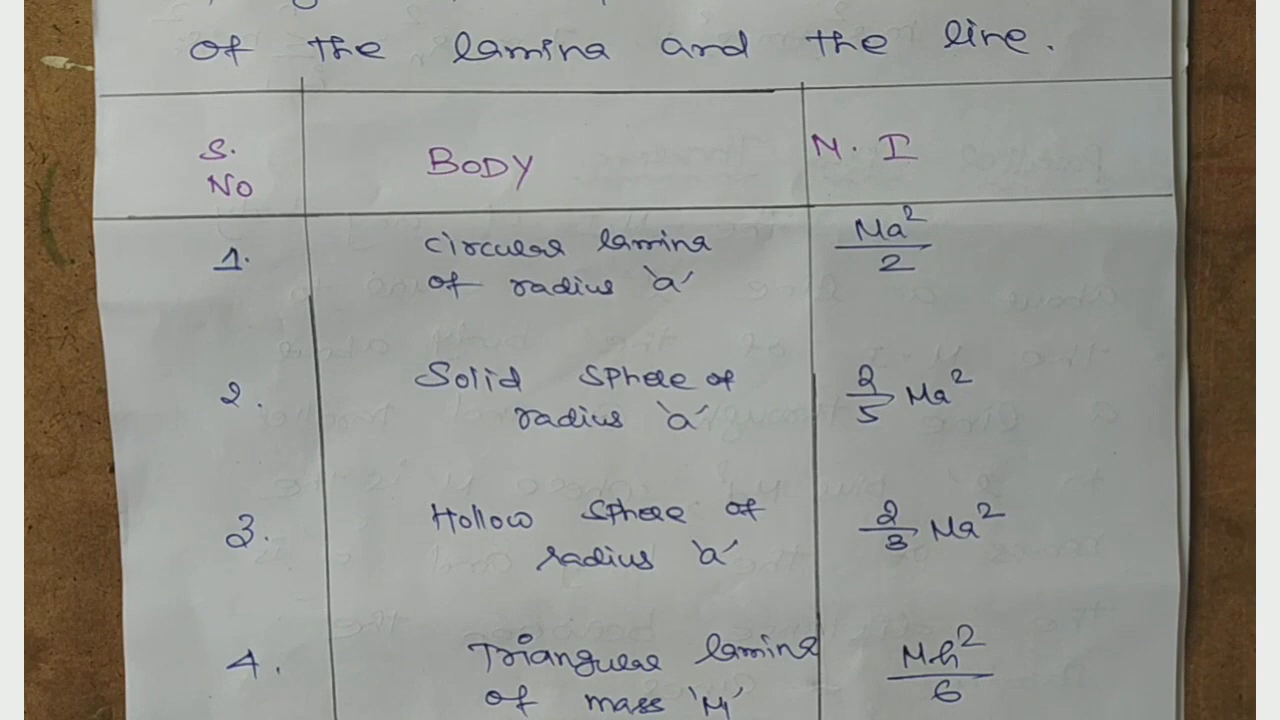 of the lamina and the line.
S. No BODY M.I
1. Circular lamina of radius 'a' Ma²/2
2. Solid Sphere of radius 'a' 2/5 Ma²
3. Hollow Sphere of radius 'a' 2/3 Ma²
4. Triangular lamina of mass 'M' Mh²/6